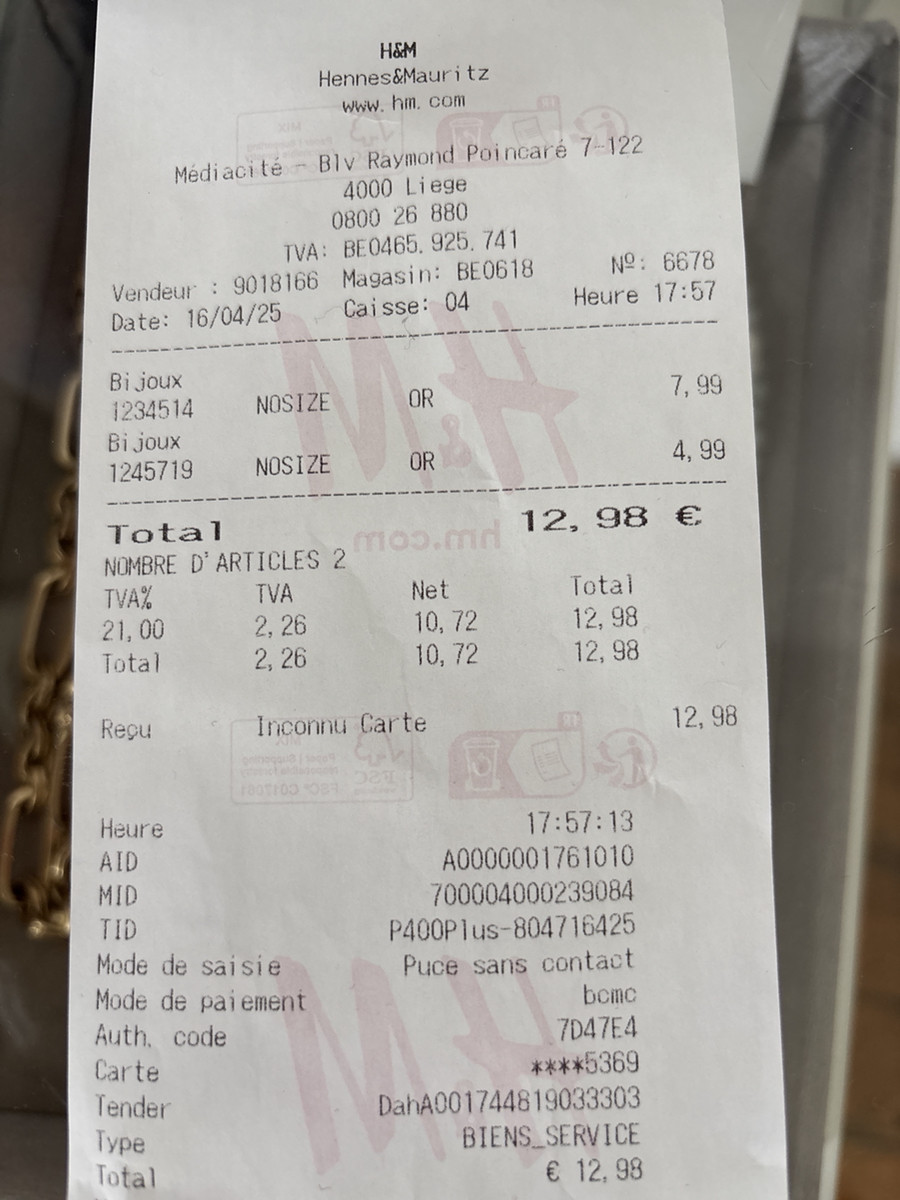 H&M
Hennes&Mauritz
www.hm.com
Médiacité - Blv Raymond Poincaré 7-122
4000 Liege
0800 26 880
TVA: BE0465.925.741
Vendeur : 9018166 Magasin: BE0618 Nº: 6678
Date: 16/04/25 Caisse: 04 Heure 17:57
Bijoux
1234514 NOSIZE OR 7,99
Bijoux
1245719 NOSIZE OR 4,99
Total 12,98 €
NOMBRE D'ARTICLES 2
TVA% TVA Net Total
21,00 2,26 10,72 12,98
Total 2,26 10,72 12,98
Reçu Inconnu Carte 12,98
Heure 17:57:13
AID A0000001761010
MID 700004000239084
TID P400Plus-804716425
Mode de saisie Puce sans contact
Mode de paiement bcmc
Auth. code 7D47E4
Carte ****5369
Tender DahA001744819033303
Type BIENS_SERVICE
Total € 12,98
H&M
hm.com